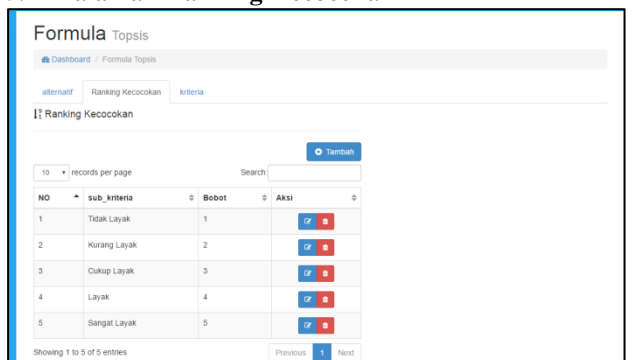 Formula Topsis
Dashboard / Formula Topsis
alternatif Ranking Kecocokan kriteria
Ranking Kecocokan
Tambah
10 records per page Search:
NO sub_kriteria Bobot Aksi
1 Tidak Layak 1
2 Kurang Layak 2
3 Cukup Layak 3
4 Layak 4
5 Sangat Layak 5
Showing 1 to 5 of 5 entries Previous 1 Next